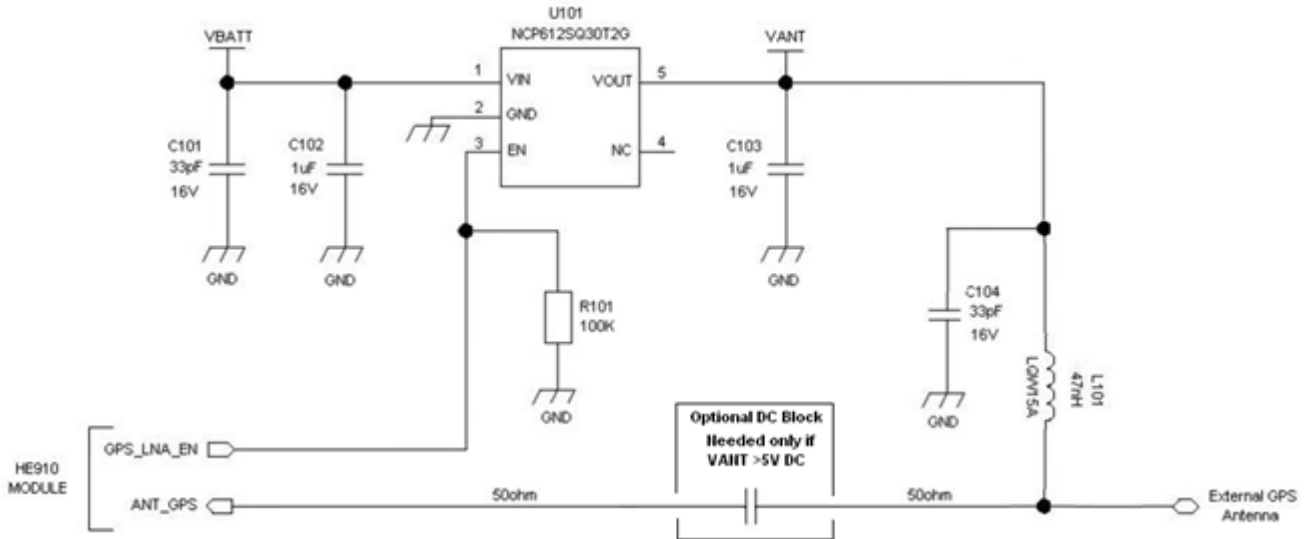 U101
NCP612SQ30T2G
VBATT
VANT
1
VIN
VOUT
5
2
GND
3
EN
NC
4
C101
33pF
16V
C102
1uF
16V
C103
1uF
16V
GND
GND
GND
R101
100K
GND
C104
33pF
16V
GND
L101
47nH
LQW15A
Optional DC Block
Needed only if
VANT >5V DC
HE910
MODULE
GPS_LNA_EN
ANT_GPS
50ohm
50ohm
External GPS
Antenna